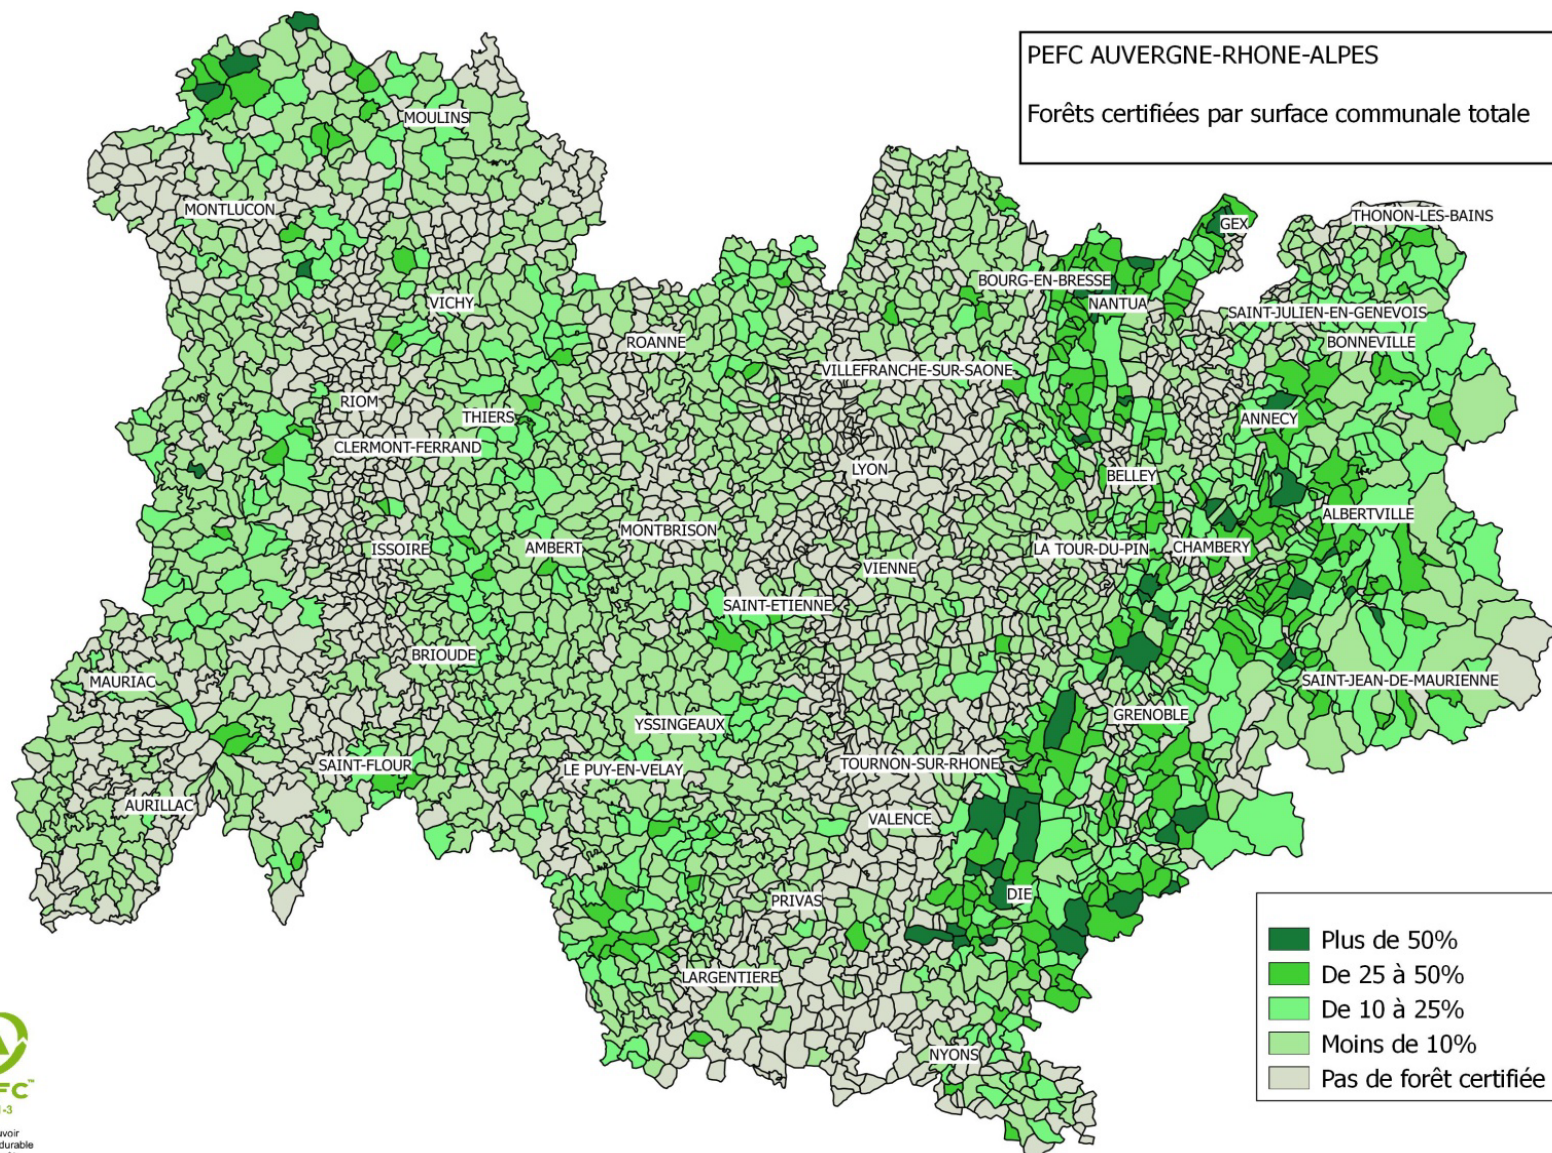 PEFC AUVERGNE-RHONE-ALPES
Forêts certifiées par surface communale totale
MOULINS
MONTLUCON
GEX
THONON-LES-BAINS
BOURG-EN-BRESSE
NANTUA
VICHY
SAINT-JULIEN-EN-GENEVOIS
ROANNE
BONNEVILLE
VILLEFRANCHE-SUR-SAONE
RIOM
THIERS
ANNECY
CLERMONT-FERRAND
LYON
BELLEY
ALBERTVILLE
MONTBRISON
ISSOIRE
AMBERT
LA TOUR-DU-PIN
CHAMBERY
VIENNE
SAINT-ETIENNE
BRIOUDE
MAURIAC
SAINT-JEAN-DE-MAURIENNE
GRENOBLE
YSSINGEAUX
SAINT-FLOUR
LE PUY-EN-VELAY
TOURNON-SUR-RHONE
AURILLAC
VALENCE
DIE
PRIVAS
LARGENTIERE
NYONS
Plus de 50%
De 25 à 50%
De 10 à 25%
Moins de 10%
Pas de forêt certifiée
FC™
-3
uvoir
durable